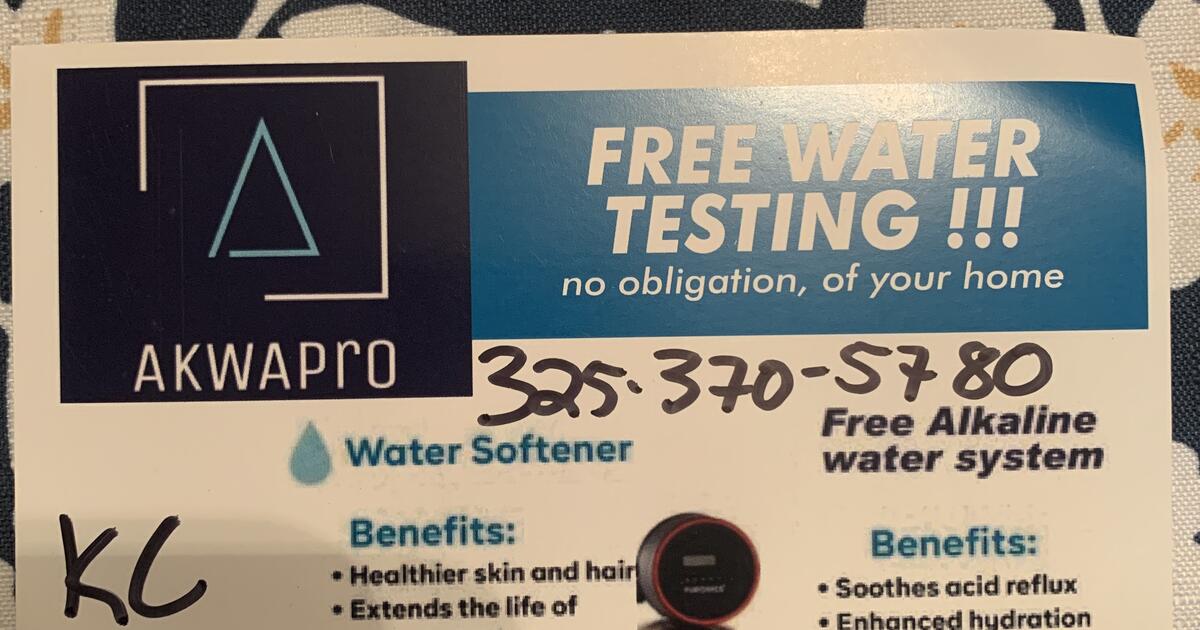 FREE WATER
TESTING !!!
no obligation, of your home
AKWAPro
325-370-5780
Free Alkaline
water system
Water Softener
KC
Benefits:
• Healthier skin and hair
• Extends the life of
Benefits:
• Soothes acid reflux
• Enhanced hydration